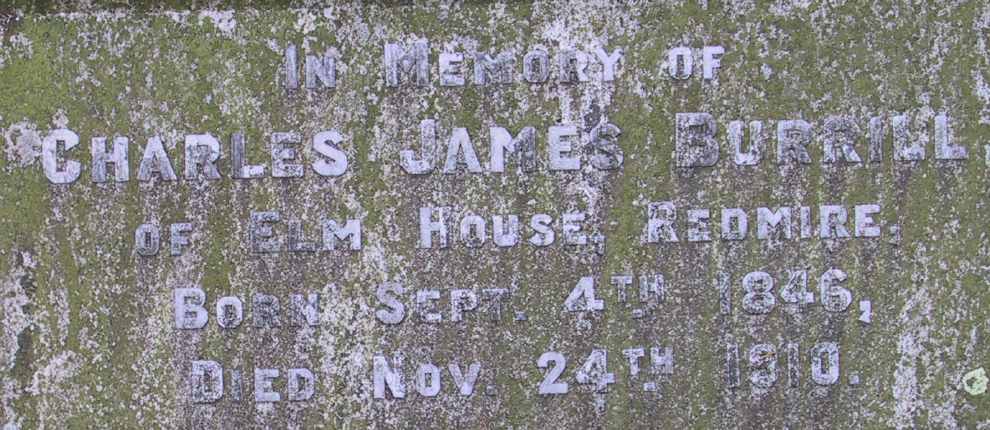 IN MEMORY OF
CHARLES JAMES BURRILL
OF ELM HOUSE, REDMIRE,
BORN SEPT. 4TH 1846,
DIED NOV. 24TH 1910.